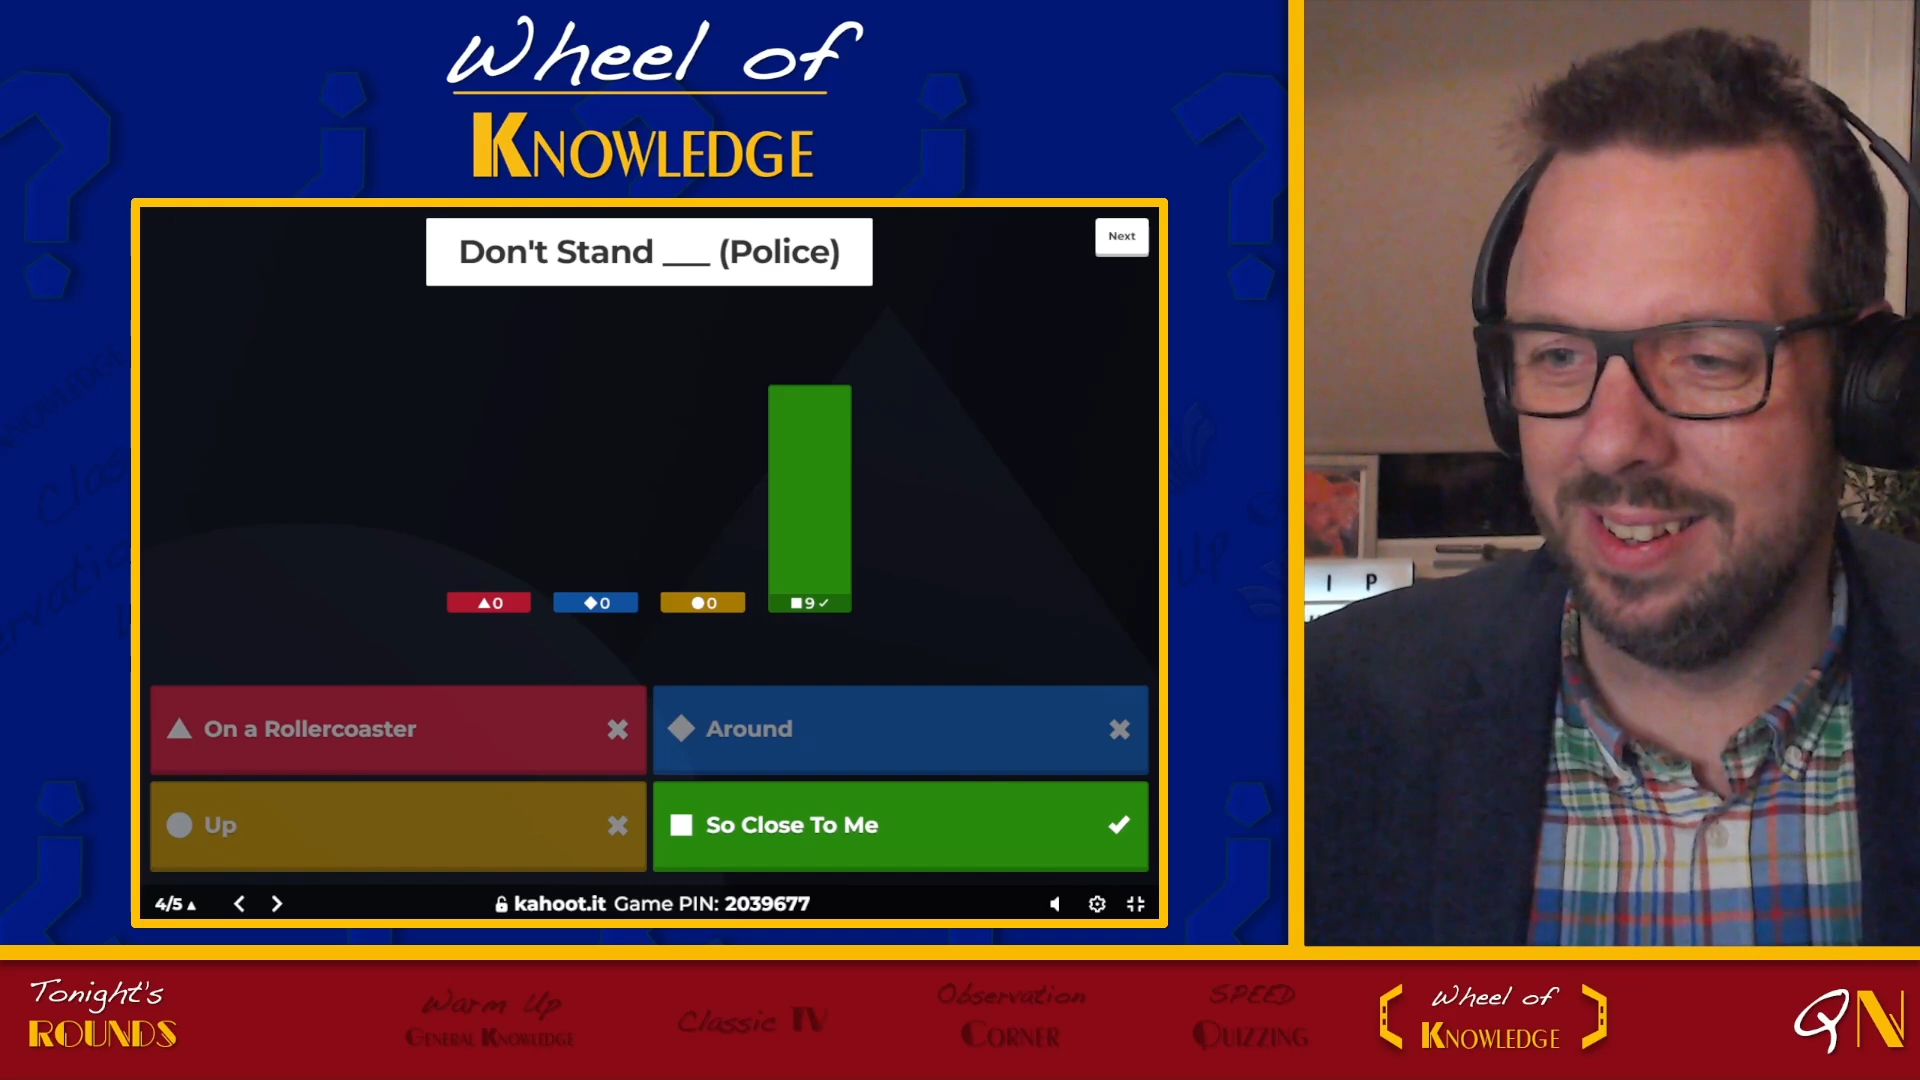 Wheel of
KNOWLEDGE
Don't Stand ___ (Police)
Next
0
0
0
9
On a Rollercoaster
Around
Up
So Close To Me
4/5
kahoot.it Game PIN: 2039677
I P
Tonight's
ROUNDS
Warm Up
GENERAL KNOWLEDGE
Classic TV
Observation
CORNER
SPEED
QUIZZING
Wheel of
KNOWLEDGE
QN